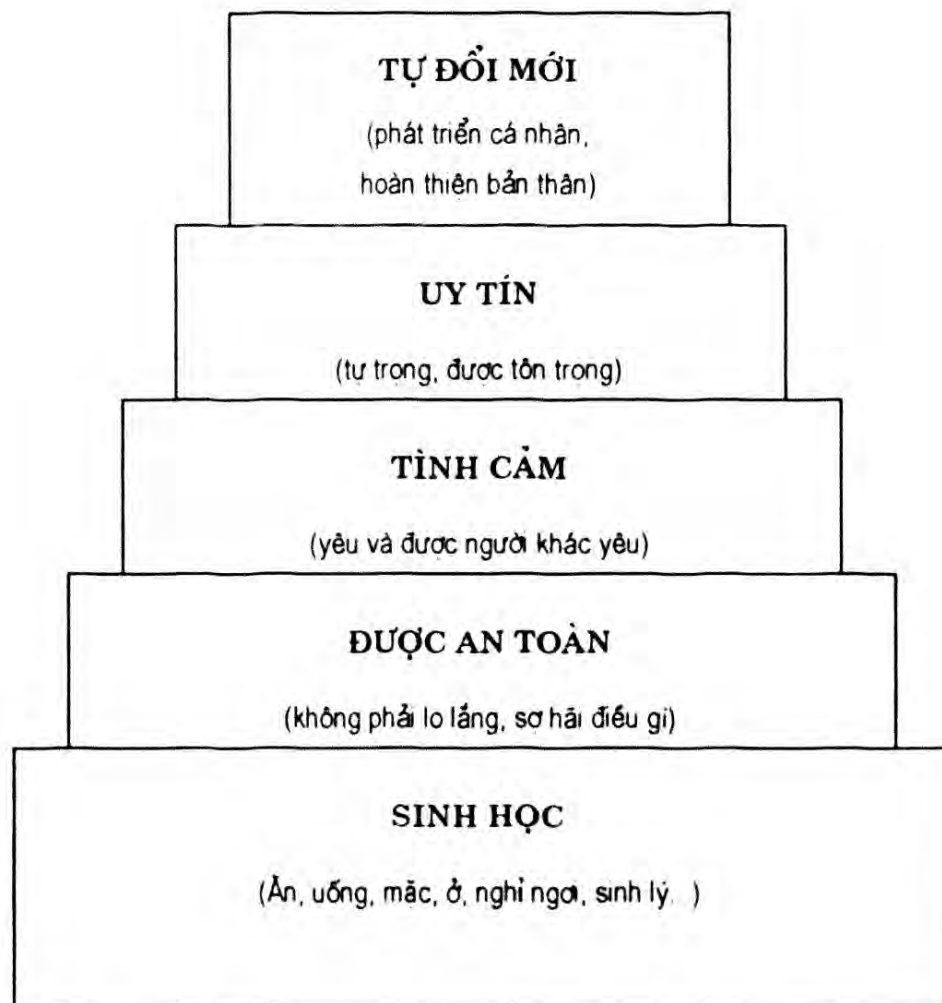 TỰ ĐỔI MỚI
(phát triển cá nhân,
hoàn thiện bản thân)
UY TÍN
(tự trọng, được tôn trọng)
TÌNH CẢM
(yêu và được người khác yêu)
ĐƯỢC AN TOÀN
(không phải lo lắng, sợ hãi điều gì)
SINH HỌC
(Ăn, uống, mặc, ở, nghỉ ngơi, sinh lý. )